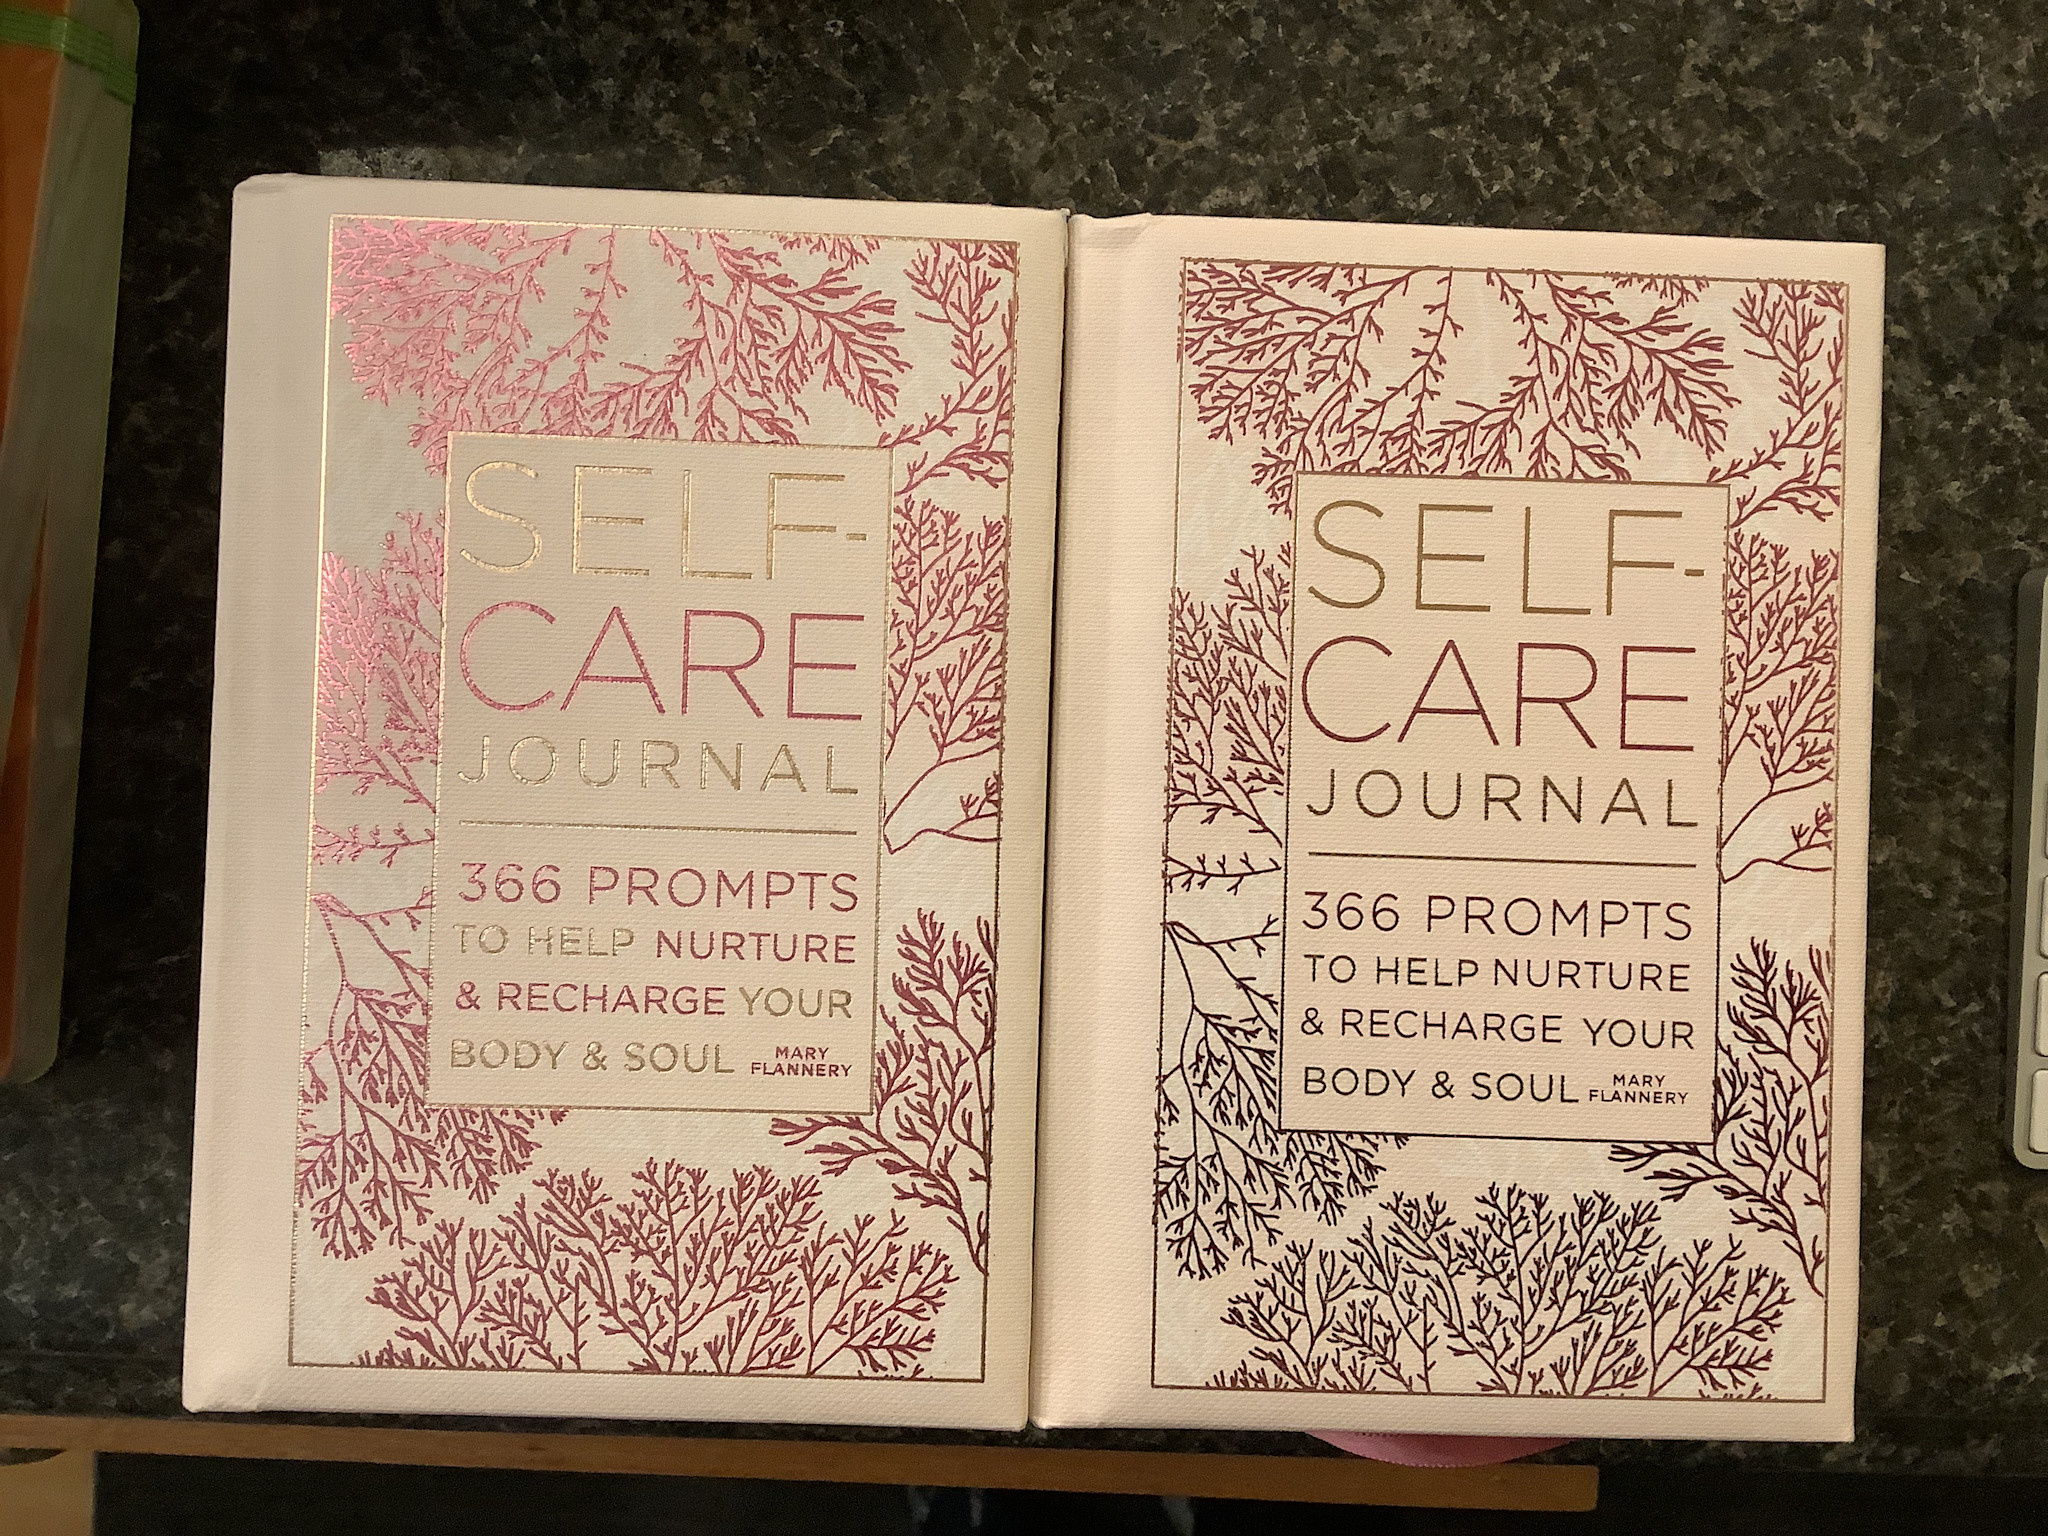 SELF-
CARE
JOURNAL
366 PROMPTS
TO HELP NURTURE
& RECHARGE YOUR
BODY & SOUL
MARY
FLANNERY
SELF-
CARE
JOURNAL
366 PROMPTS
TO HELP NURTURE
& RECHARGE YOUR
BODY & SOUL
MARY
FLANNERY